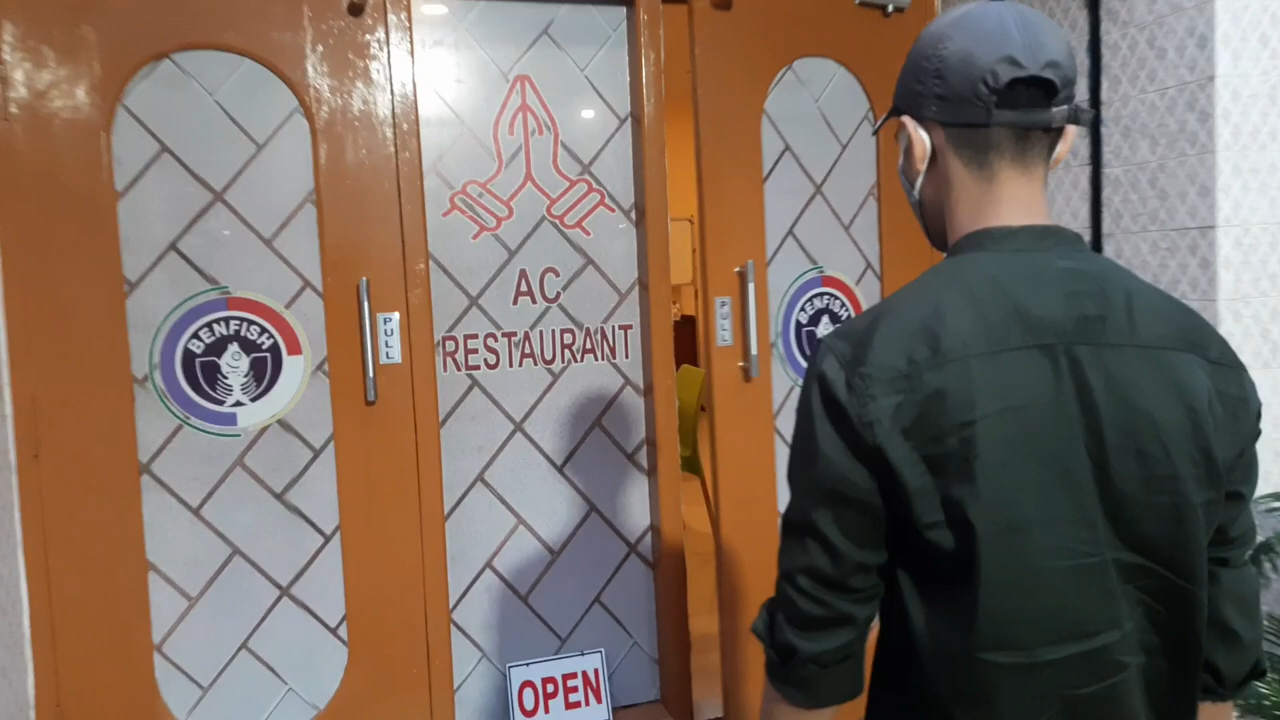 BENFISH
PULL
AC
RESTAURANT
OPEN
PULL
BENFISH